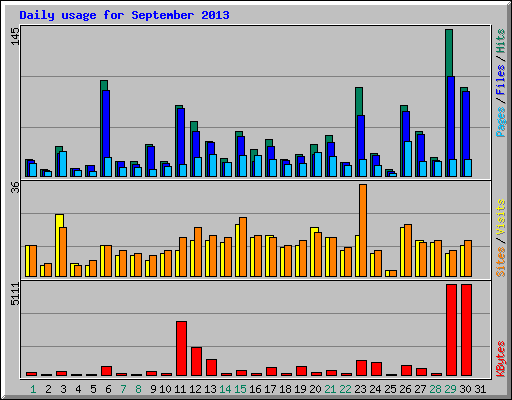 Daily usage for September 2013
145
Pages / Files / Hits
36
Sites / Visits
5111
KBytes
1 2 3 4 5 6 7 8 9 10 11 12 13 14 15 16 17 18 19 20 21 22 23 24 25 26 27 28 29 30 31